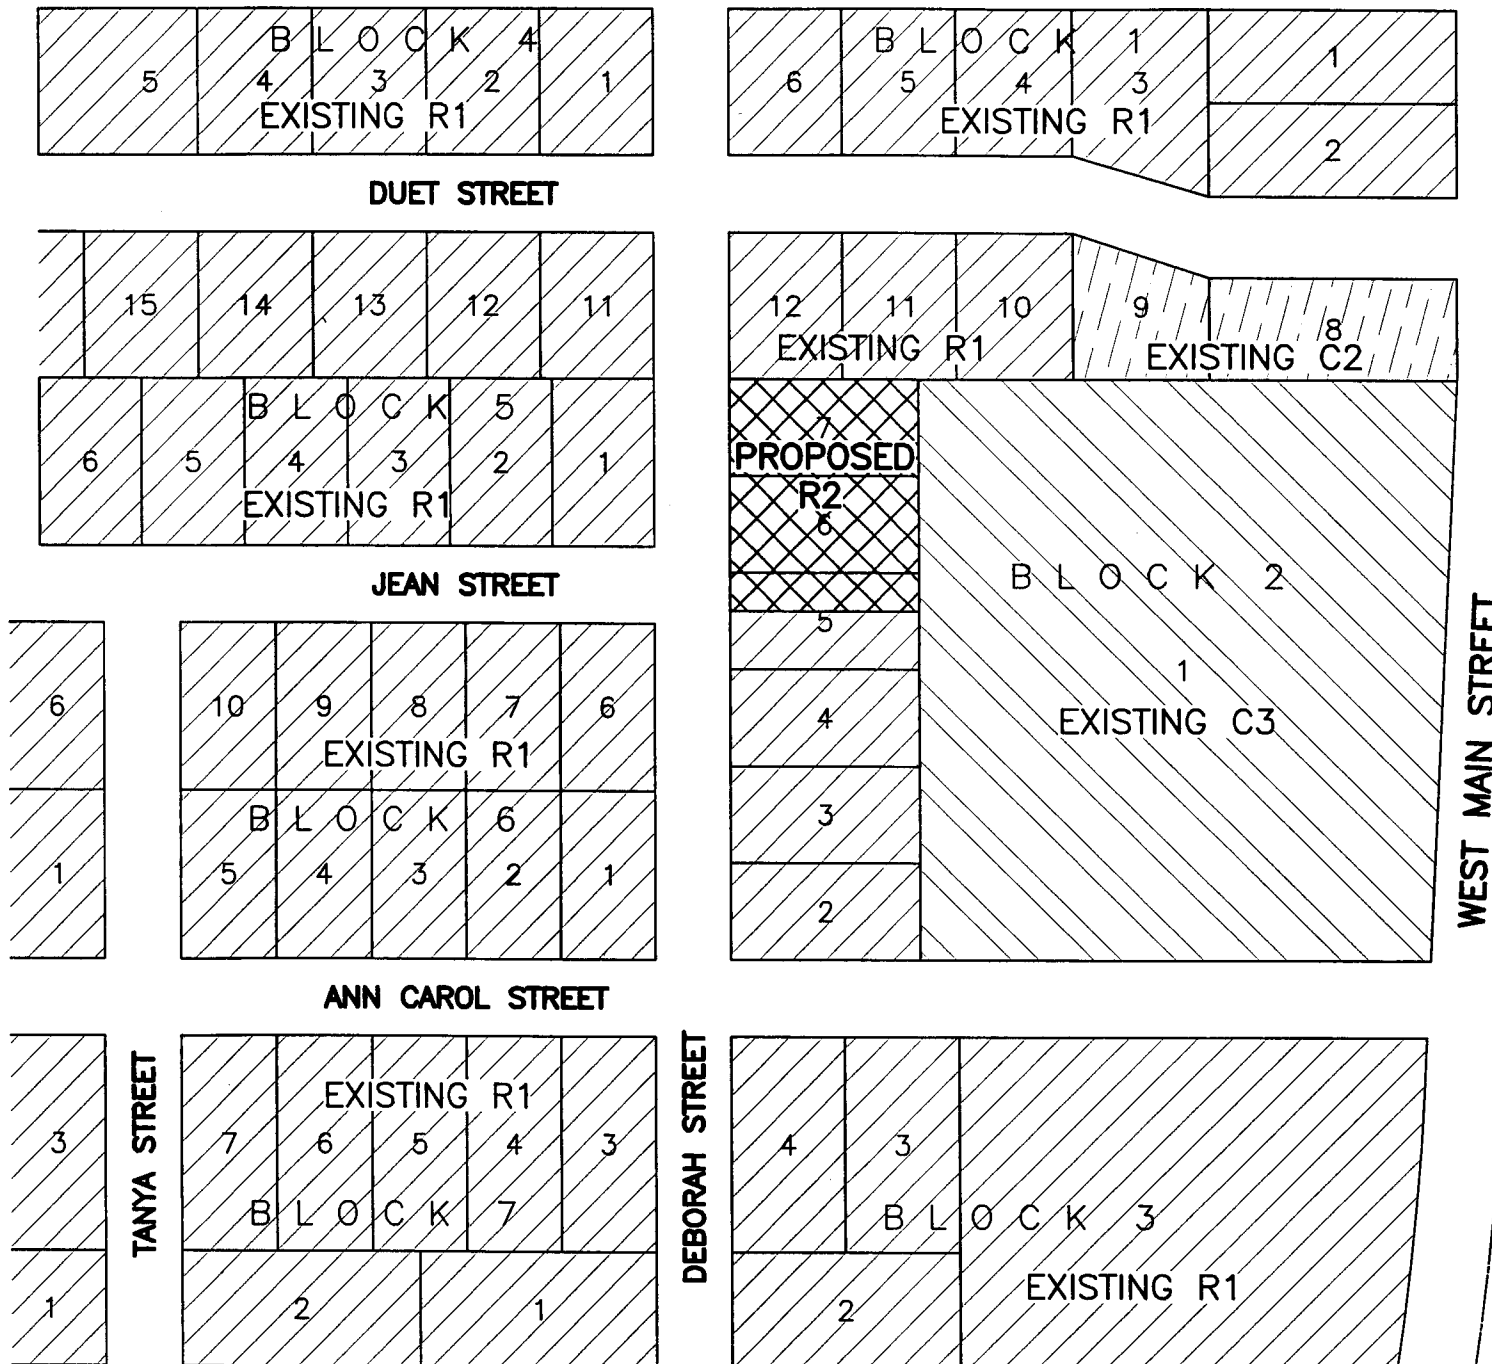 BLOCK 4
5 4 3 2 1
EXISTING R1
BLOCK 1
6 5 4 3
EXISTING R1
1
2
DUET STREET
15 14 13 12 11
BLOCK 5
6 5 4 3 2 1
EXISTING R1
12 11 10
EXISTING R1
9 8
EXISTING C2
7
PROPOSED
R2
6
5
4
3
2
BLOCK 2
1
EXISTING C3
WEST MAIN STREET
JEAN STREET
6
1
10 9 8 7 6
EXISTING R1
BLOCK 6
5 4 3 2 1
ANN CAROL STREET
3
1
TANYA STREET
EXISTING R1
7 6 5 4 3
BLOCK 7
2 1
DEBORAH STREET
4 3
BLOCK 3
EXISTING R1
2